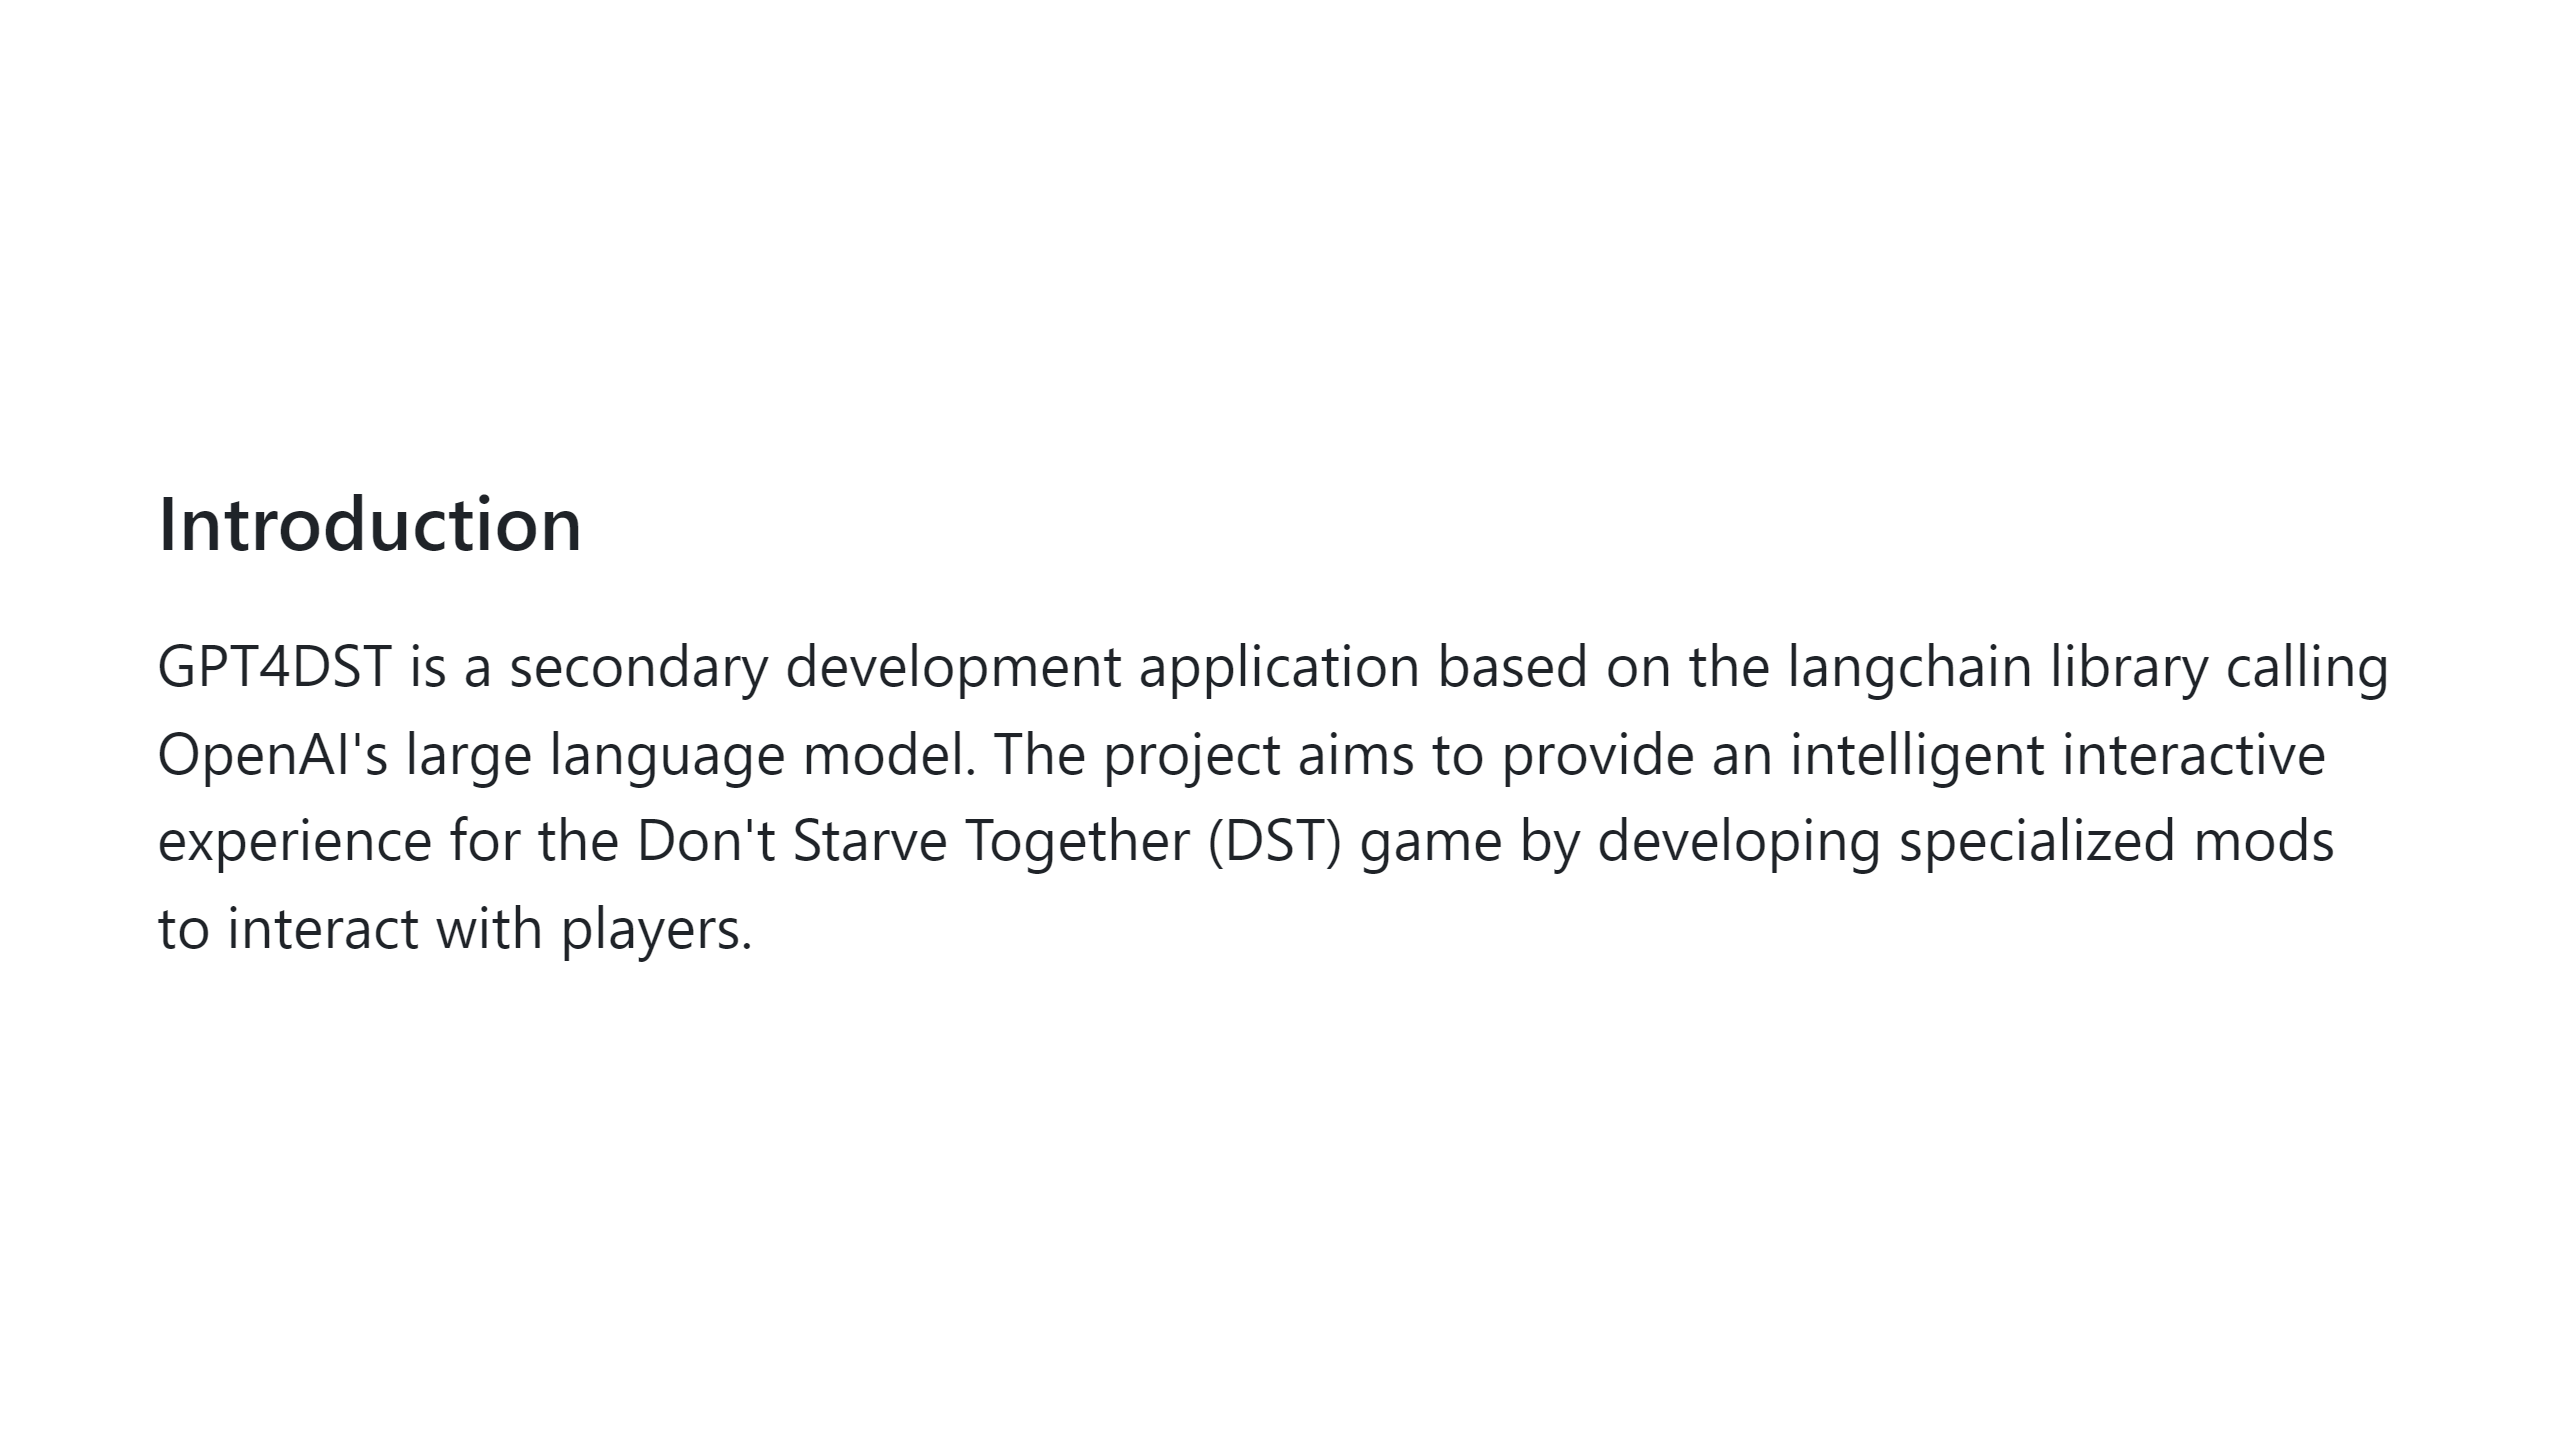 Introduction
GPT4DST is a secondary development application based on the langchain library calling
OpenAI's large language model. The project aims to provide an intelligent interactive
experience for the Don't Starve Together (DST) game by developing specialized mods
to interact with players.